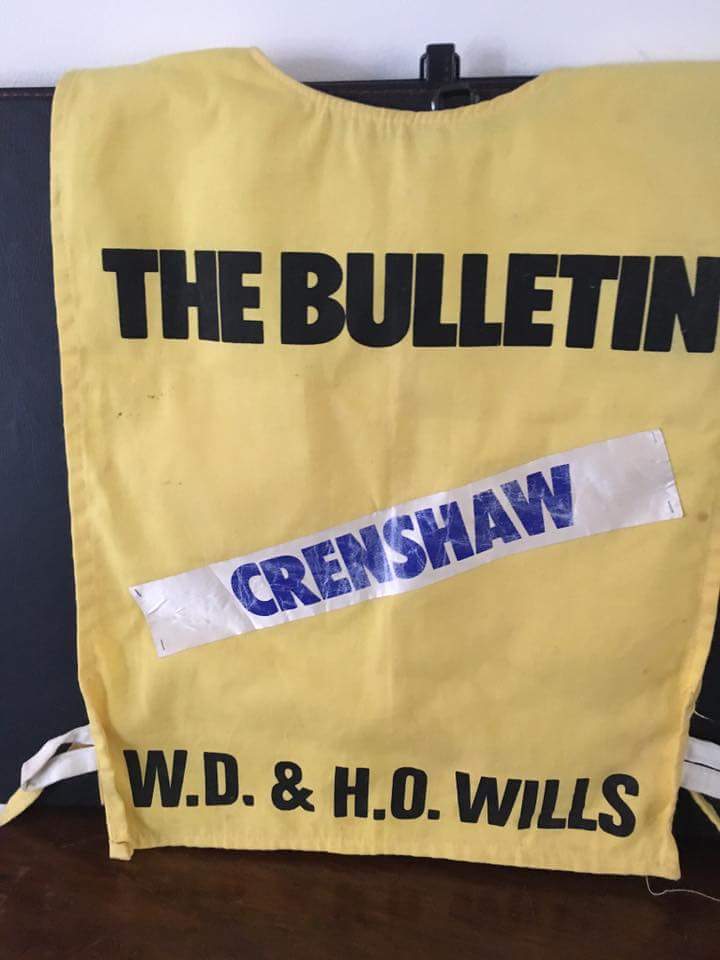 THE BULLETIN
CRENSHAW
W.D. & H.O. WILLS